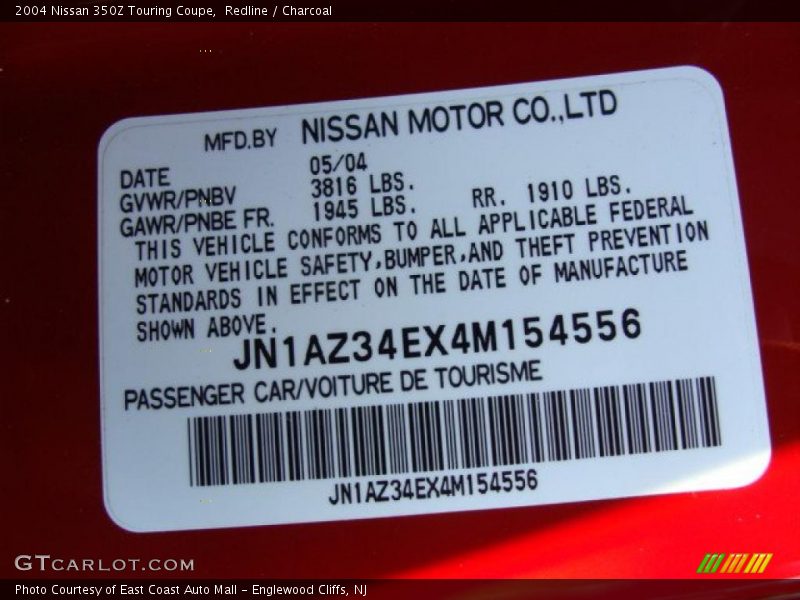 2004 Nissan 350Z Touring Coupe,  Redline / Charcoal
MFD.BY NISSAN MOTOR CO.,LTD
DATE 05/04
GVWR/PNBV 3816 LBS.
GAWR/PNBE FR. 1945 LBS. RR. 1910 LBS.
THIS VEHICLE CONFORMS TO ALL APPLICABLE FEDERAL
MOTOR VEHICLE SAFETY,BUMPER,AND THEFT PREVENTION
STANDARDS IN EFFECT ON THE DATE OF MANUFACTURE
SHOWN ABOVE.
JN1AZ34EX4M154556
PASSENGER CAR/VOITURE DE TOURISME
JN1AZ34EX4M154556
GTCARLOT.COM
Photo Courtesy of East Coast Auto Mall - Englewood Cliffs, NJ